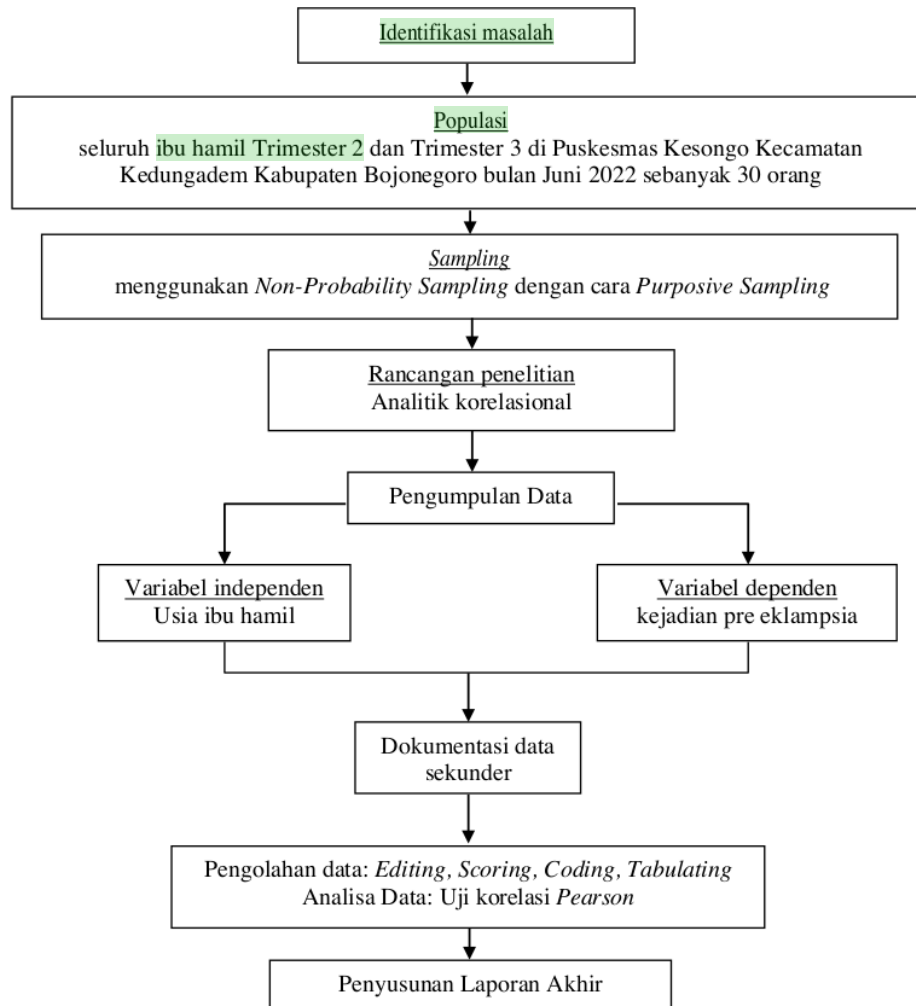 Identifikasi masalah
Populasi
seluruh ibu hamil Trimester 2 dan Trimester 3 di Puskesmas Kesongo Kecamatan
Kedungadem Kabupaten Bojonegoro bulan Juni 2022 sebanyak 30 orang
Sampling
menggunakan Non-Probability Sampling dengan cara Purposive Sampling
Rancangan penelitian
Analitik korelasional
Pengumpulan Data
Variabel independen
Usia ibu hamil
Variabel dependen
kejadian pre eklampsia
Dokumentasi data
sekunder
Pengolahan data: Editing, Scoring, Coding, Tabulating
Analisa Data: Uji korelasi Pearson
Penyusunan Laporan Akhir